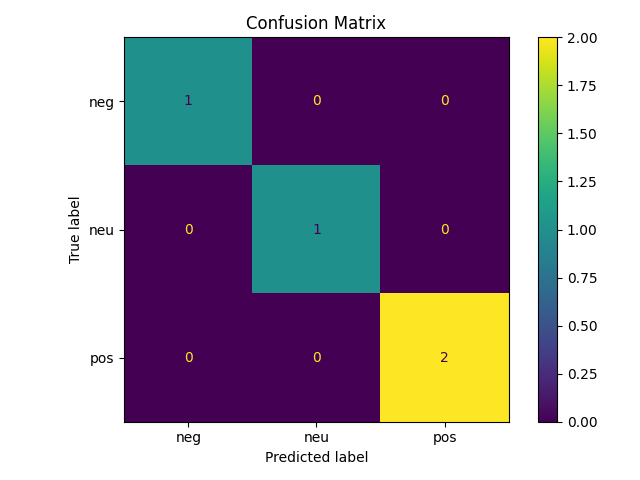 Confusion Matrix
True label
neg
neu
pos
1 0 0
0 1 0
0 0 2
neg neu pos
Predicted label
2.00
1.75
1.50
1.25
1.00
0.75
0.50
0.25
0.00